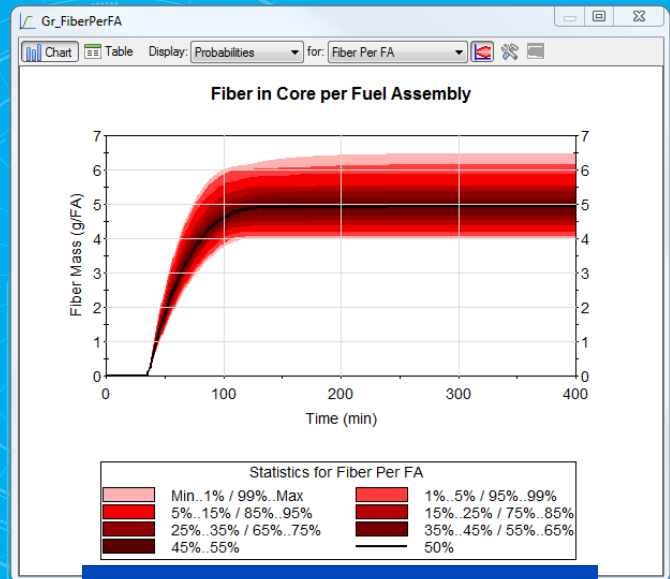 Gr_FiberPerFA
Chart Table Display: Probabilities for: Fiber Per FA
Fiber in Core per Fuel Assembly
7 7
6 6
5 5
4 4
3 3
2 2
1 1
0 0
Fiber Mass (g/FA)
0 100 200 300 400
Time (min)
Statistics for Fiber Per FA
Min..1% / 99%..Max 1%..5% / 95%..99%
5%..15% / 85%..95% 15%..25% / 75%..85%
25%..35% / 65%..75% 35%..45% / 55%..65%
45%..55% 50%